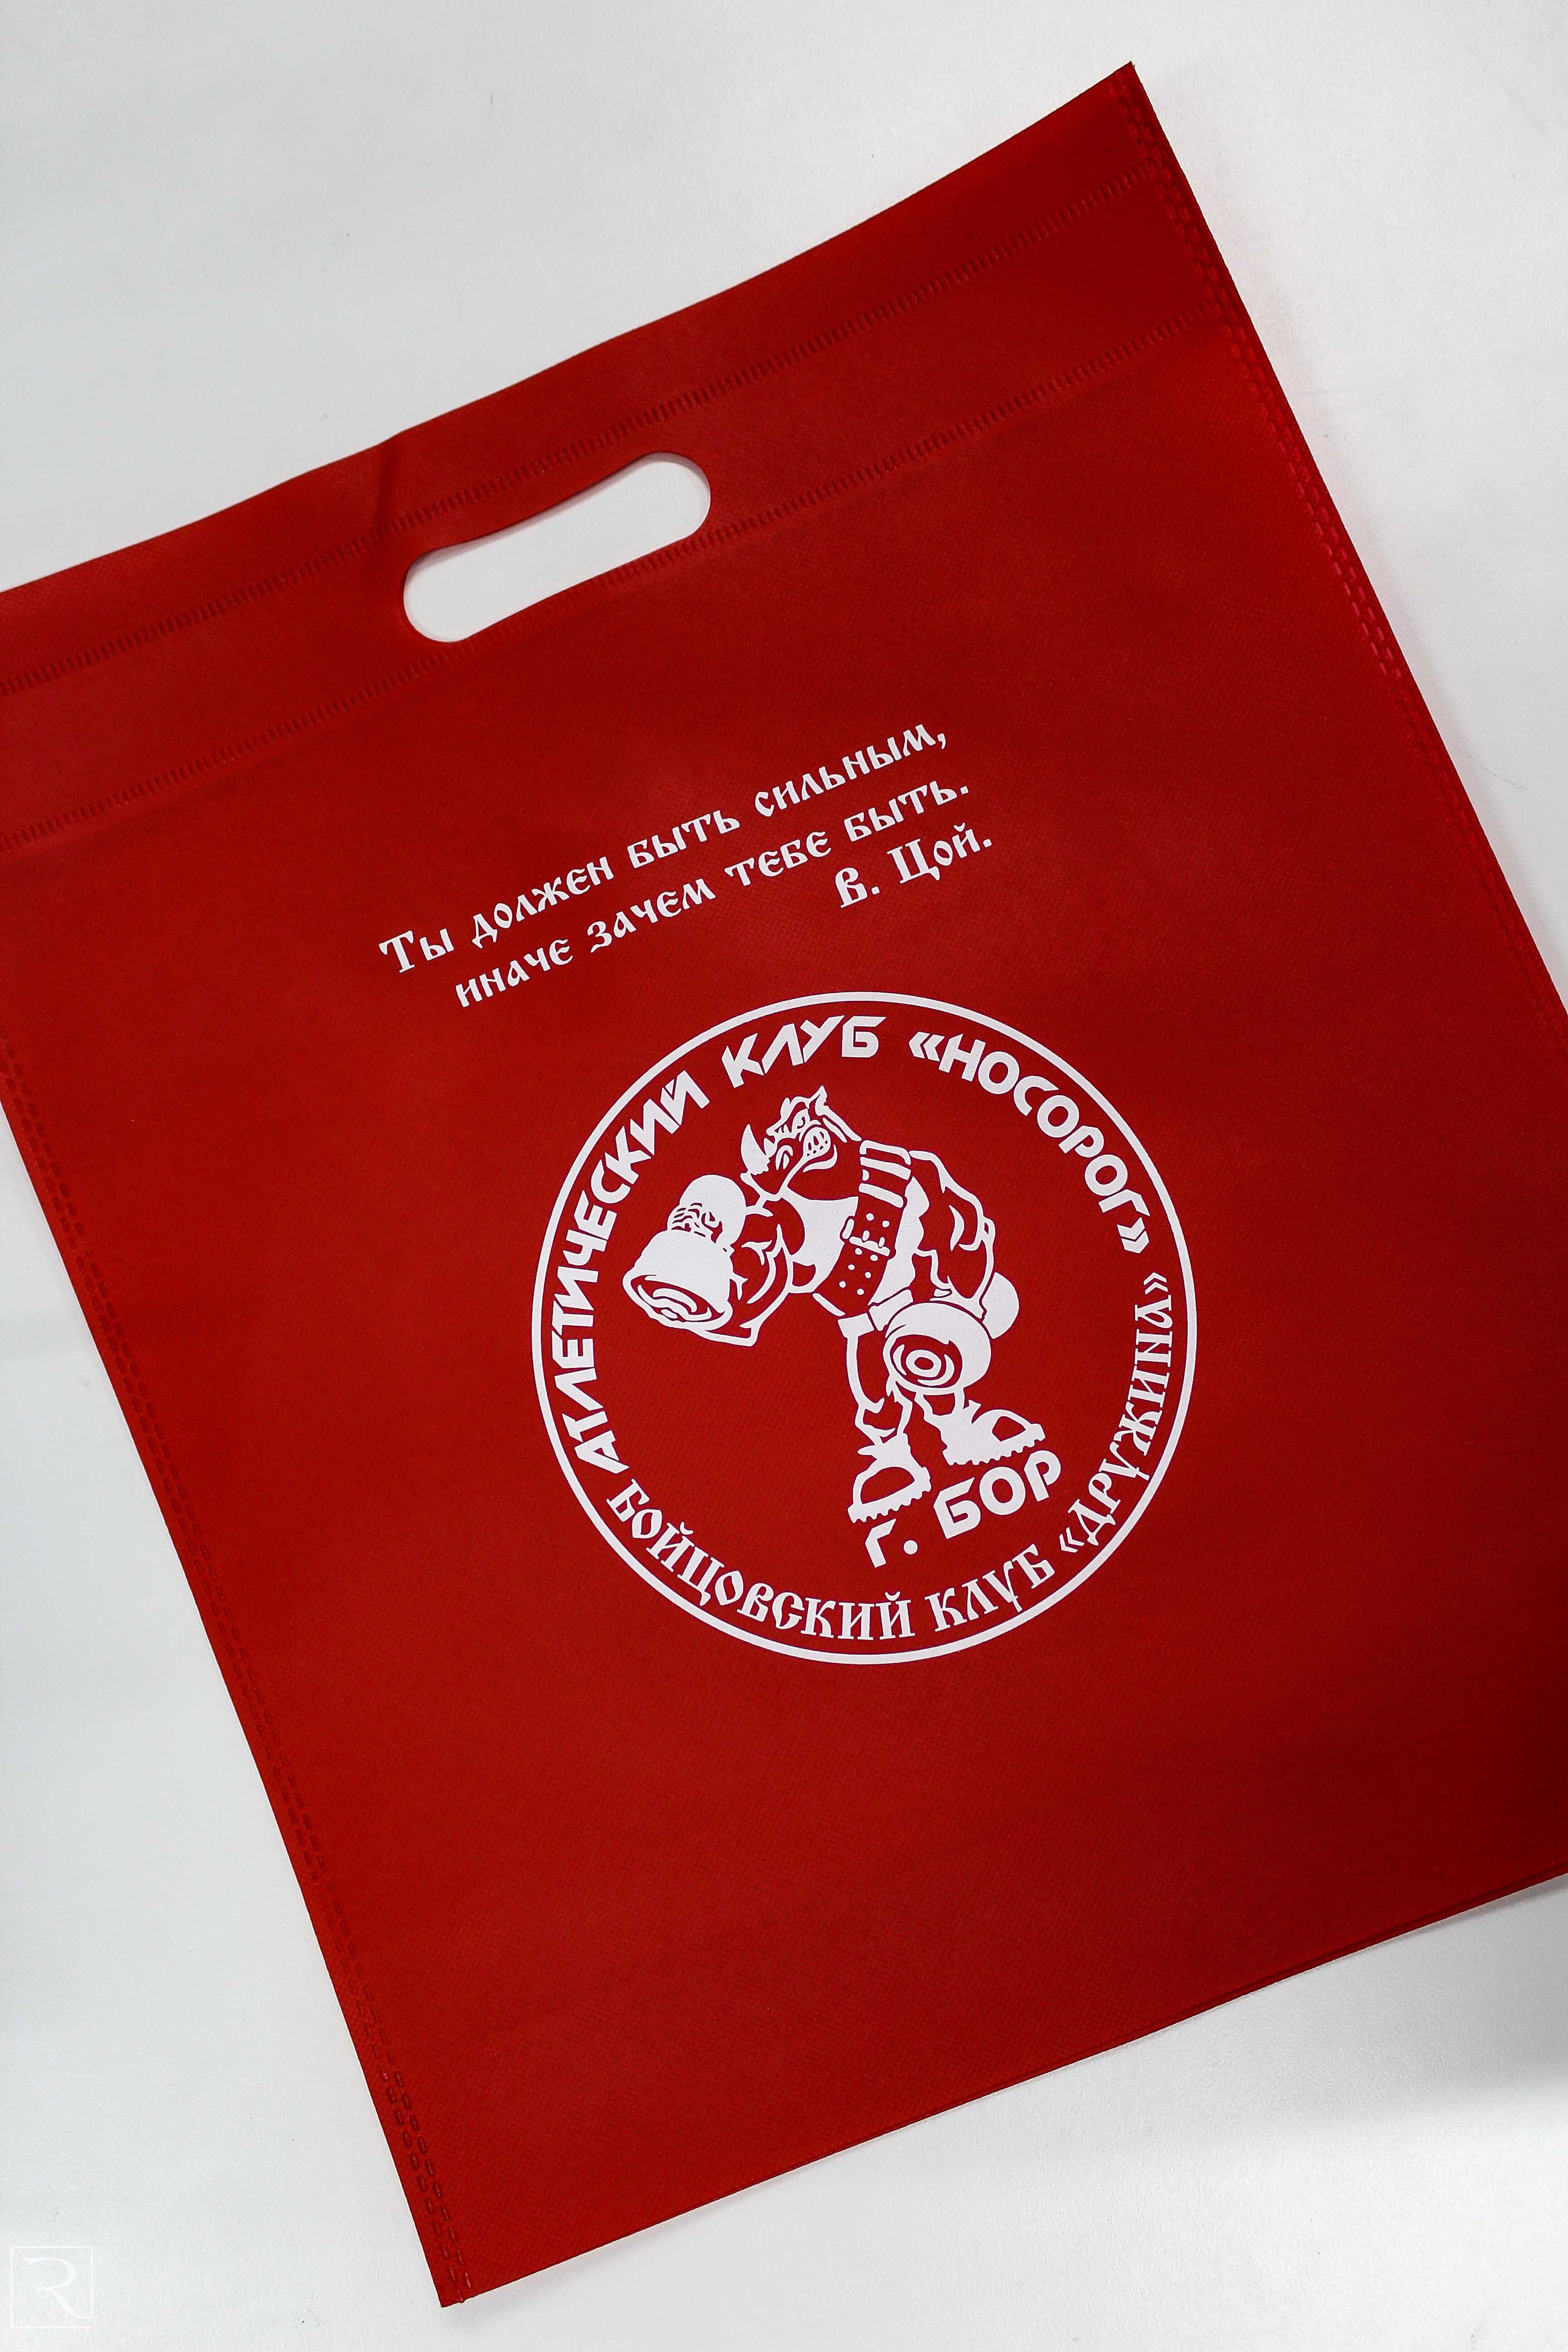 Ты должен быть сильным,
иначе зачем тебе быть.
В. Цой.
АТЛЕТИЧЕСКИЙ КЛУБ «НОСОРОГ»
г. БОР
БОЙЦОВСКИЙ КЛУБ «ДРУЖИНА»